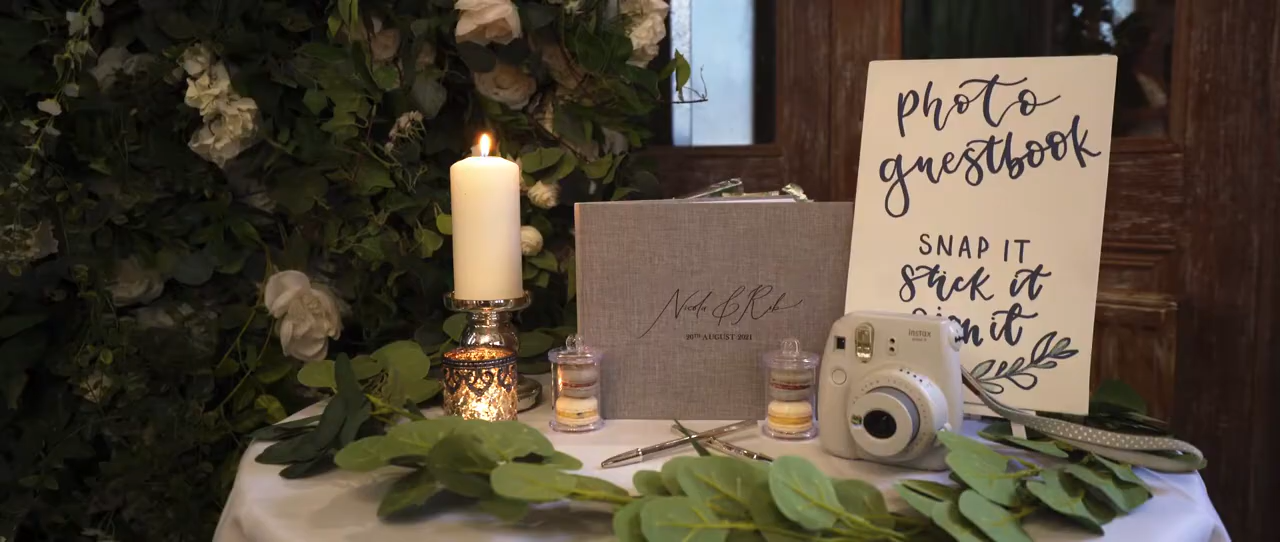 Nicola & Rob
20TH AUGUST 2021
photo
guestbook
SNAP IT
stick it
sign it
instax